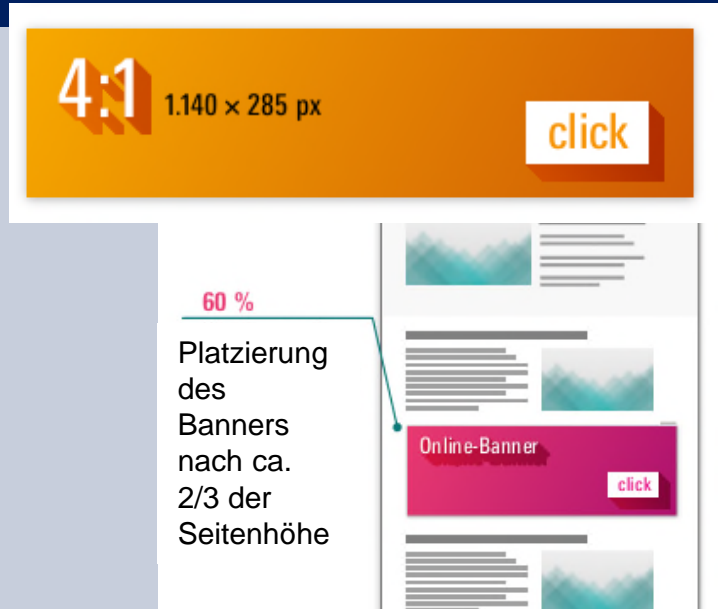 4:1 1.140 × 285 px
click
60 %
Platzierung
des
Banners
nach ca.
2/3 der
Seitenhöhe
Online-Banner
click